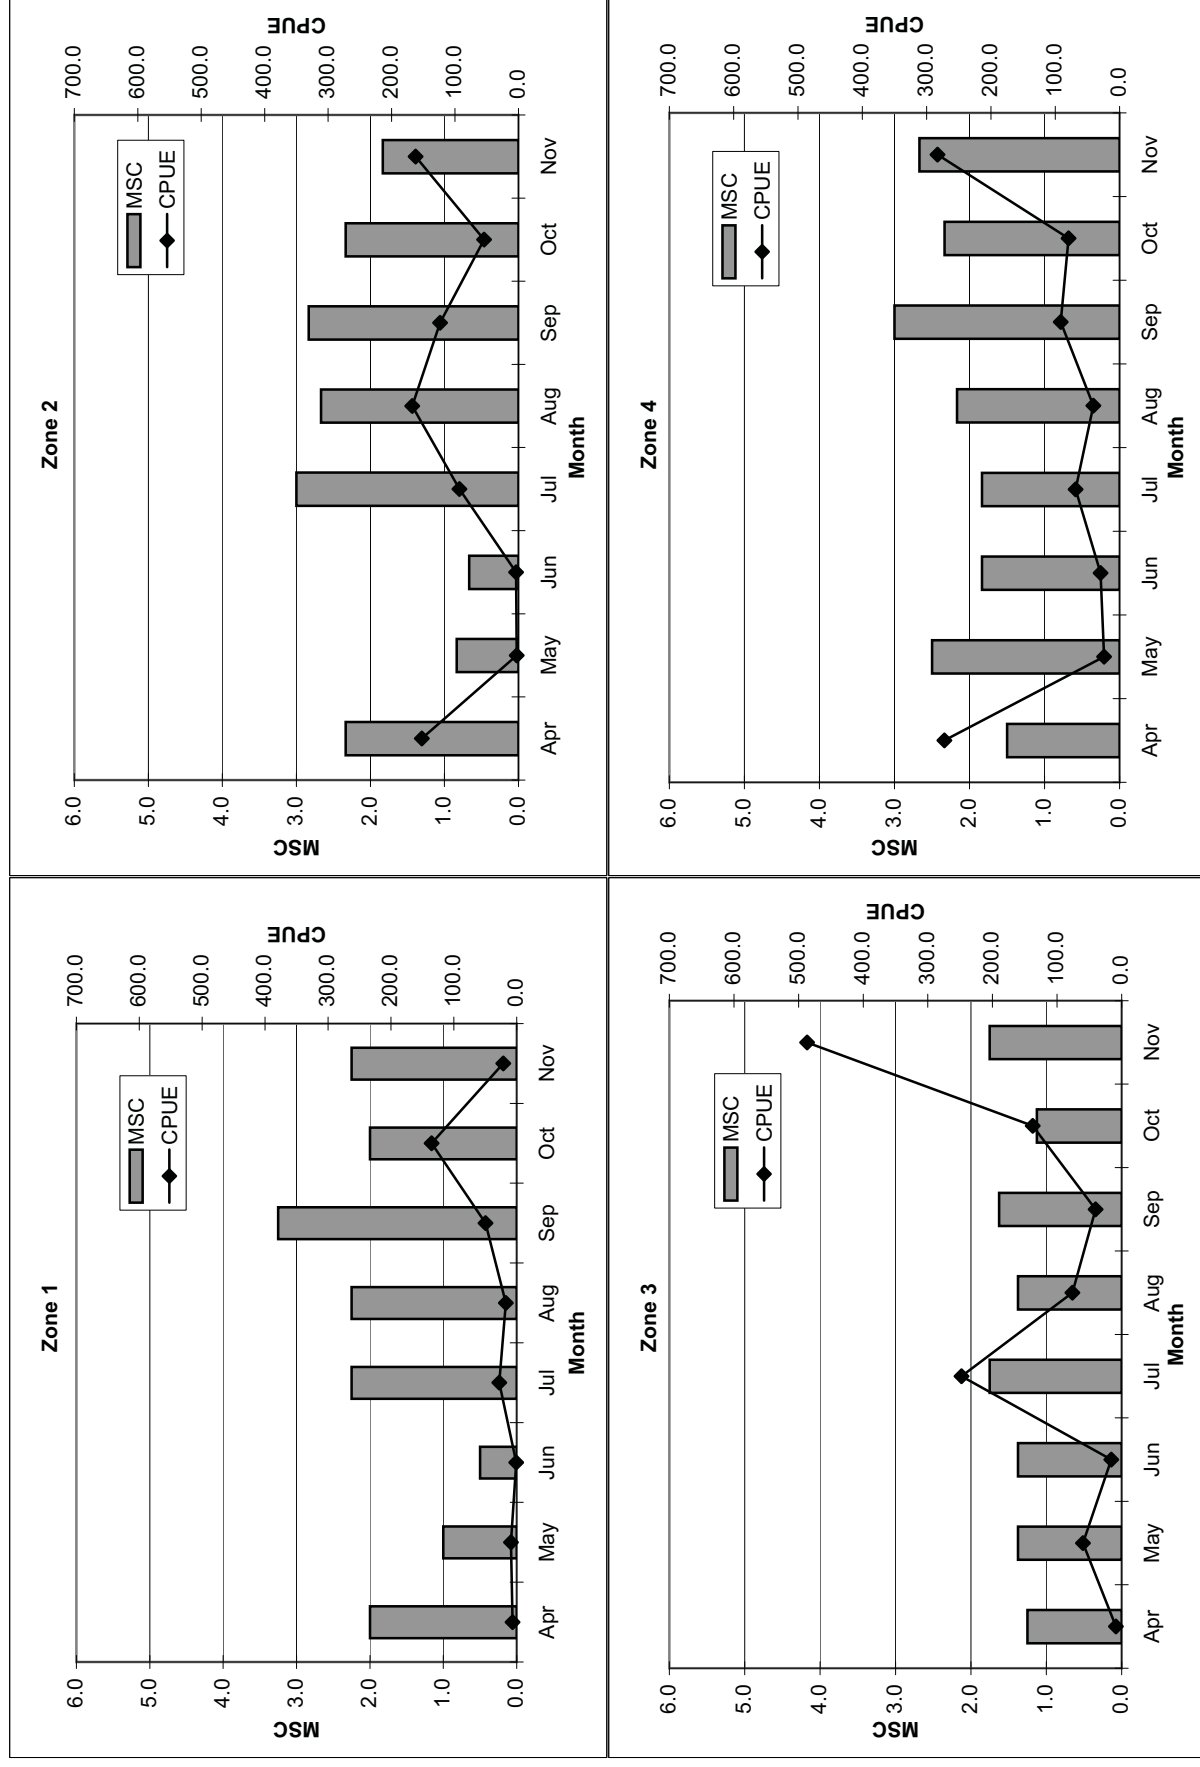 Zone 1
6.0
5.0
4.0
3.0
2.0
1.0
0.0
MSC
Apr
May
Jun
Jul
Aug
Sep
Oct
Nov
Month
700.0
600.0
500.0
400.0
300.0
200.0
100.0
0.0
CPUE
MSC
CPUE
Zone 2
6.0
5.0
4.0
3.0
2.0
1.0
0.0
MSC
Apr
May
Jun
Jul
Aug
Sep
Oct
Nov
Month
700.0
600.0
500.0
400.0
300.0
200.0
100.0
0.0
CPUE
MSC
CPUE
Zone 3
6.0
5.0
4.0
3.0
2.0
1.0
0.0
MSC
Apr
May
Jun
Jul
Aug
Sep
Oct
Nov
Month
700.0
600.0
500.0
400.0
300.0
200.0
100.0
0.0
CPUE
MSC
CPUE
Zone 4
6.0
5.0
4.0
3.0
2.0
1.0
0.0
MSC
Apr
May
Jun
Jul
Aug
Sep
Oct
Nov
Month
700.0
600.0
500.0
400.0
300.0
200.0
100.0
0.0
CPUE
MSC
CPUE